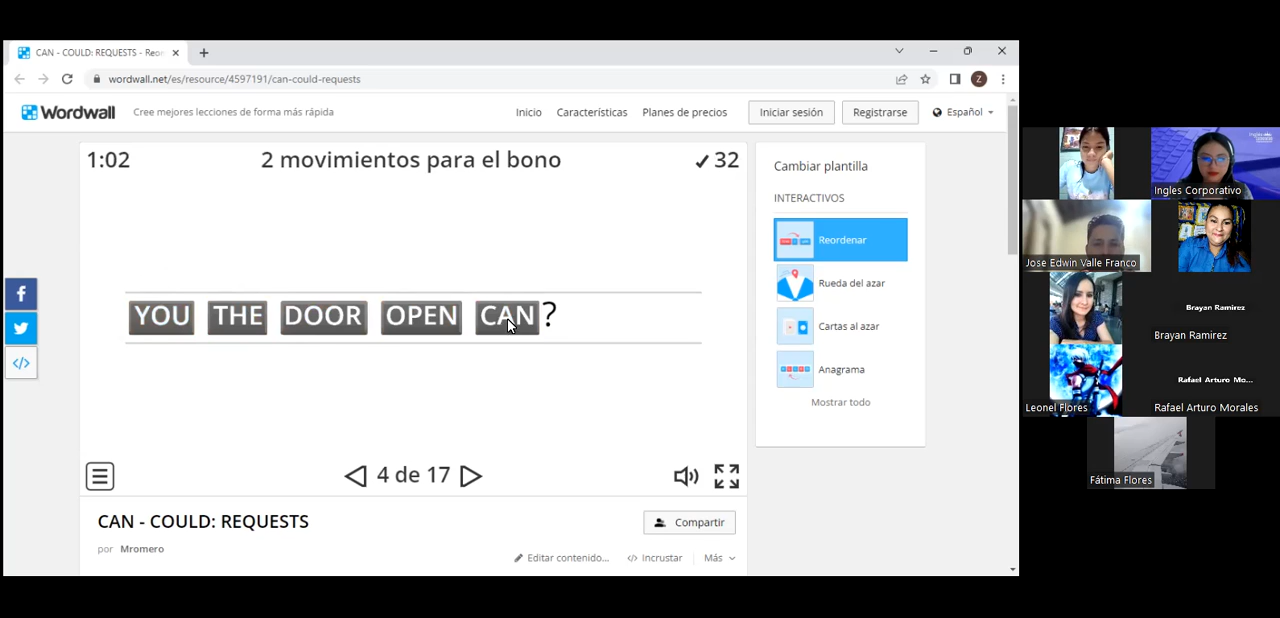 CAN - COULD: REQUESTS - Reor
wordwall.net/es/resource/4597191/can-could-requests
Z
Wordwall
Cree mejores lecciones de forma más rápida
Inicio
Características
Planes de precios
Iniciar sesión
Registrarse
Español
1:02
2 movimientos para el bono
32
YOU THE DOOR OPEN CAN ?
4 de 17
CAN - COULD: REQUESTS
por Mromero
Compartir
Editar contenido...
Incrustar
Más
Cambiar plantilla
INTERACTIVOS
Reordenar
Rueda del azar
Cartas al azar
Anagrama
Mostrar todo
Ingles Corporativo
Jose Edwin Valle Franco
Brayan Ramirez
Brayan Ramirez
Leonel Flores
Rafael Arturo Mo...
Rafael Arturo Morales
Fátima Flores